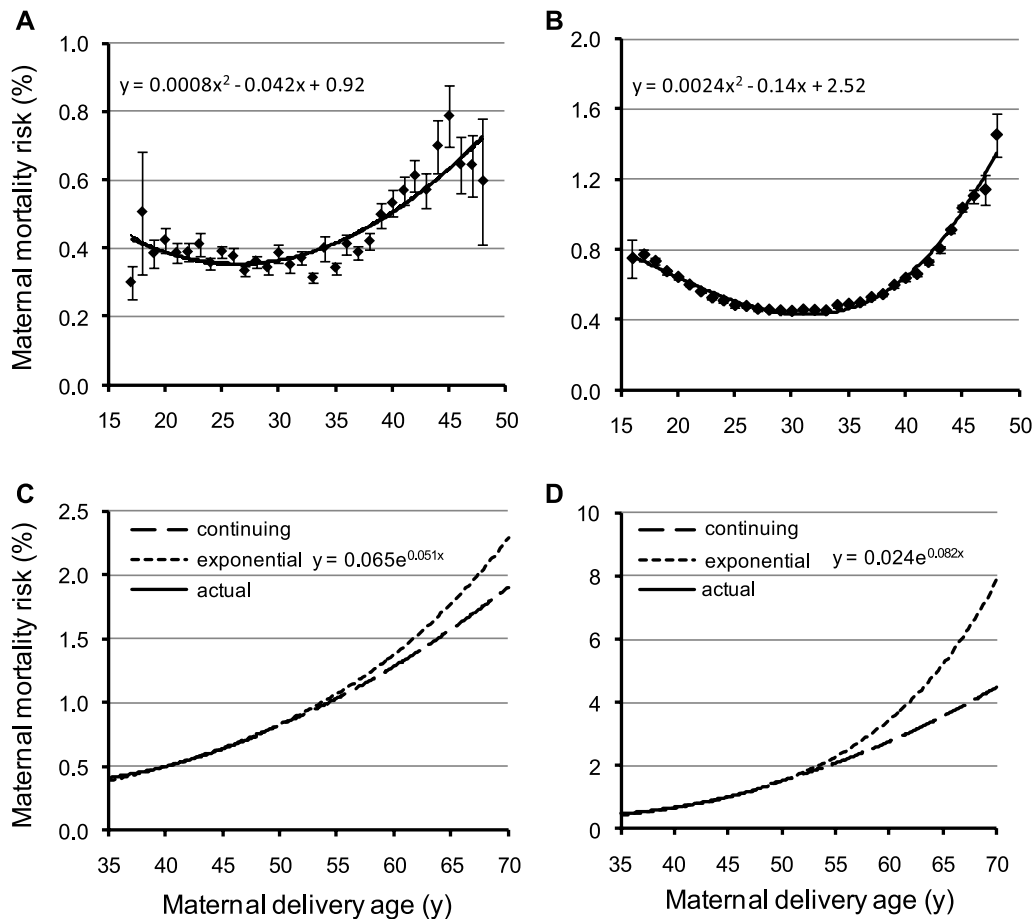 A
B
Maternal mortality risk (%)
1.0
0.8
0.6
0.4
0.2
0.0
y = 0.0008x² - 0.042x + 0.92
15 20 25 30 35 40 45 50
2.0
1.6
1.2
0.8
0.4
0.0
y = 0.0024x² - 0.14x + 2.52
15 20 25 30 35 40 45 50
C
D
Maternal mortality risk (%)
2.5
2.0
1.5
1.0
0.5
0.0
continuing
exponential y = 0.065e^0.051x
actual
35 40 45 50 55 60 65 70
Maternal delivery age (y)
10
8
6
4
2
0
continuing
exponential y = 0.024e^0.082x
actual
35 40 45 50 55 60 65 70
Maternal delivery age (y)